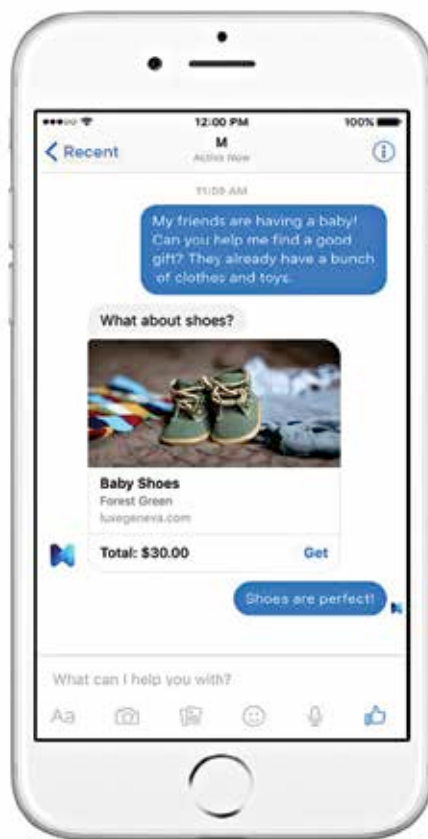 12:00 PM
100%
Recent
M
Active Now
11:09 AM
My friends are having a baby!
Can you help me find a good
gift? They already have a bunch
of clothes and toys.
What about shoes?
Baby Shoes
Forest Green
luxegeneva.com
Total: $30.00
Get
Shoes are perfect!
What can I help you with?
Aa